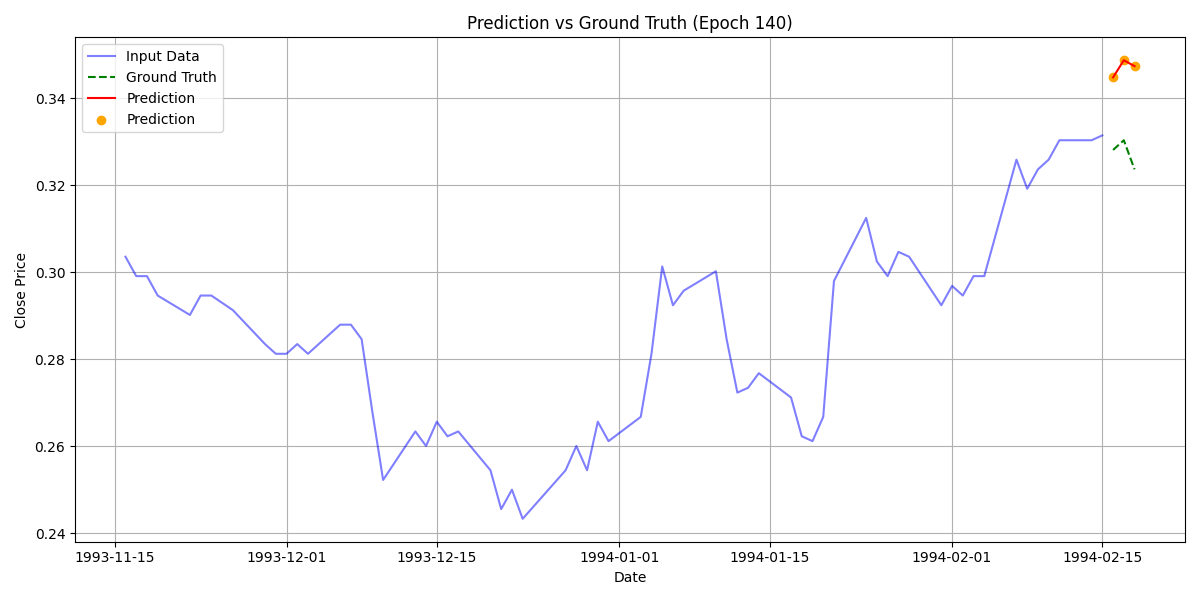 Prediction vs Ground Truth (Epoch 140)
Input Data
Ground Truth
Prediction
Prediction
Close Price
0.34
0.32
0.30
0.28
0.26
0.24
1993-11-15
1993-12-01
1993-12-15
1994-01-01
1994-01-15
1994-02-01
1994-02-15
Date